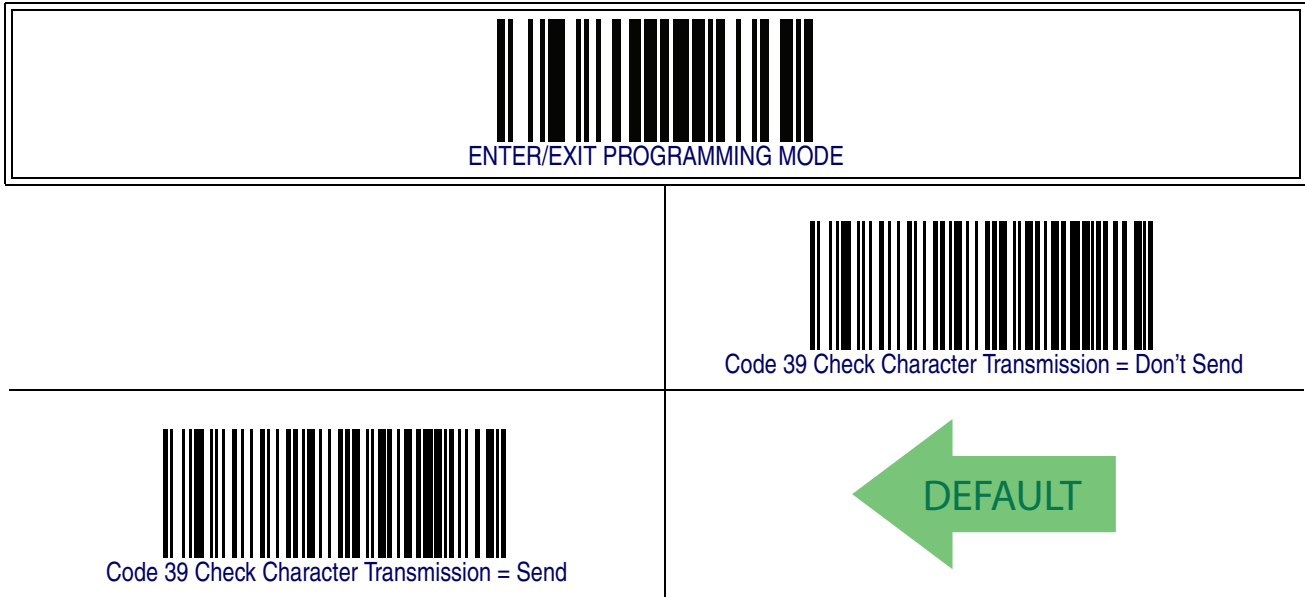 ENTER/EXIT PROGRAMMING MODE
Code 39 Check Character Transmission = Don't Send
Code 39 Check Character Transmission = Send
DEFAULT